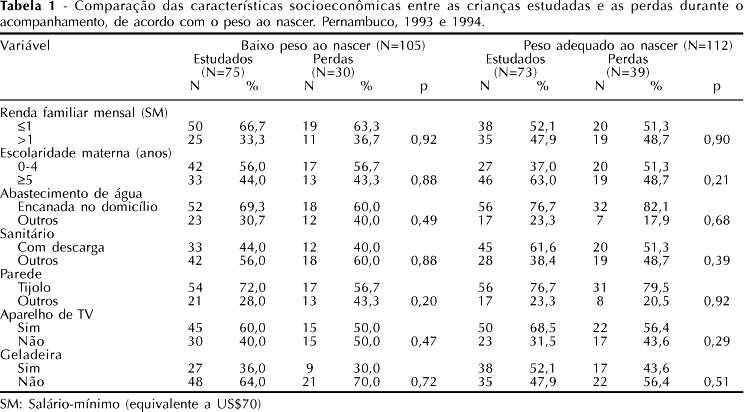 Tabela 1 - Comparação das características socioeconômicas entre as crianças estudadas e as perdas durante o
acompanhamento, de acordo com o peso ao nascer. Pernambuco, 1993 e 1994.
Variável Baixo peso ao nascer (N=105) Peso adequado ao nascer (N=112)
Estudados Perdas Estudados Perdas
(N=75) (N=30) (N=73) (N=39)
N % N % p N % N % p
Renda familiar mensal (SM)
≤1 50 66,7 19 63,3 38 52,1 20 51,3
>1 25 33,3 11 36,7 0,92 35 47,9 19 48,7 0,90
Escolaridade materna (anos)
0-4 42 56,0 17 56,7 27 37,0 20 51,3
≥5 33 44,0 13 43,3 0,88 46 63,0 19 48,7 0,21
Abastecimento de água
Encanada no domicílio 52 69,3 18 60,0 56 76,7 32 82,1
Outros 23 30,7 12 40,0 0,49 17 23,3 7 17,9 0,68
Sanitário
Com descarga 33 44,0 12 40,0 45 61,6 20 51,3
Outros 42 56,0 18 60,0 0,88 28 38,4 19 48,7 0,39
Parede
Tijolo 54 72,0 17 56,7 56 76,7 31 79,5
Outros 21 28,0 13 43,3 0,20 17 23,3 8 20,5 0,92
Aparelho de TV
Sim 45 60,0 15 50,0 50 68,5 22 56,4
Não 30 40,0 15 50,0 0,47 23 31,5 17 43,6 0,29
Geladeira
Sim 27 36,0 9 30,0 38 52,1 17 43,6
Não 48 64,0 21 70,0 0,72 35 47,9 22 56,4 0,51
SM: Salário-mínimo (equivalente a US$70)